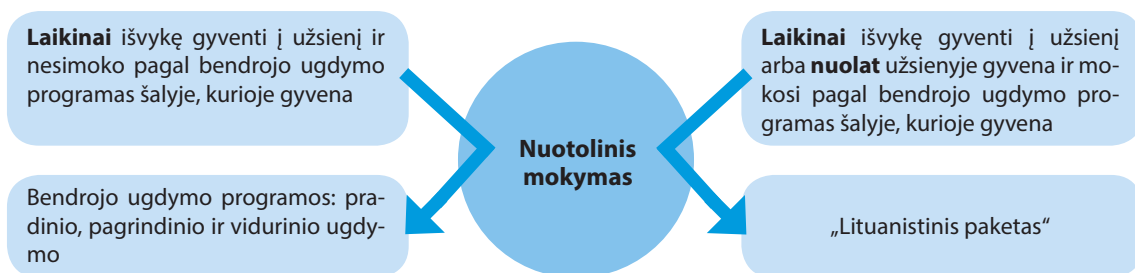 Laikinai išvykę gyventi į užsienį ir
nesimoko pagal bendrojo ugdymo
programas šalyje, kurioje gyvena
Laikinai išvykę gyventi į užsienį
arba nuolat užsienyje gyvena ir mo-
kosi pagal bendrojo ugdymo pro-
gramas šalyje, kurioje gyvena
Nuotolinis
mokymas
Bendrojo ugdymo programos: pra-
dinio, pagrindinio ir vidurinio ugdy-
mo
„Lituanistinis paketas“